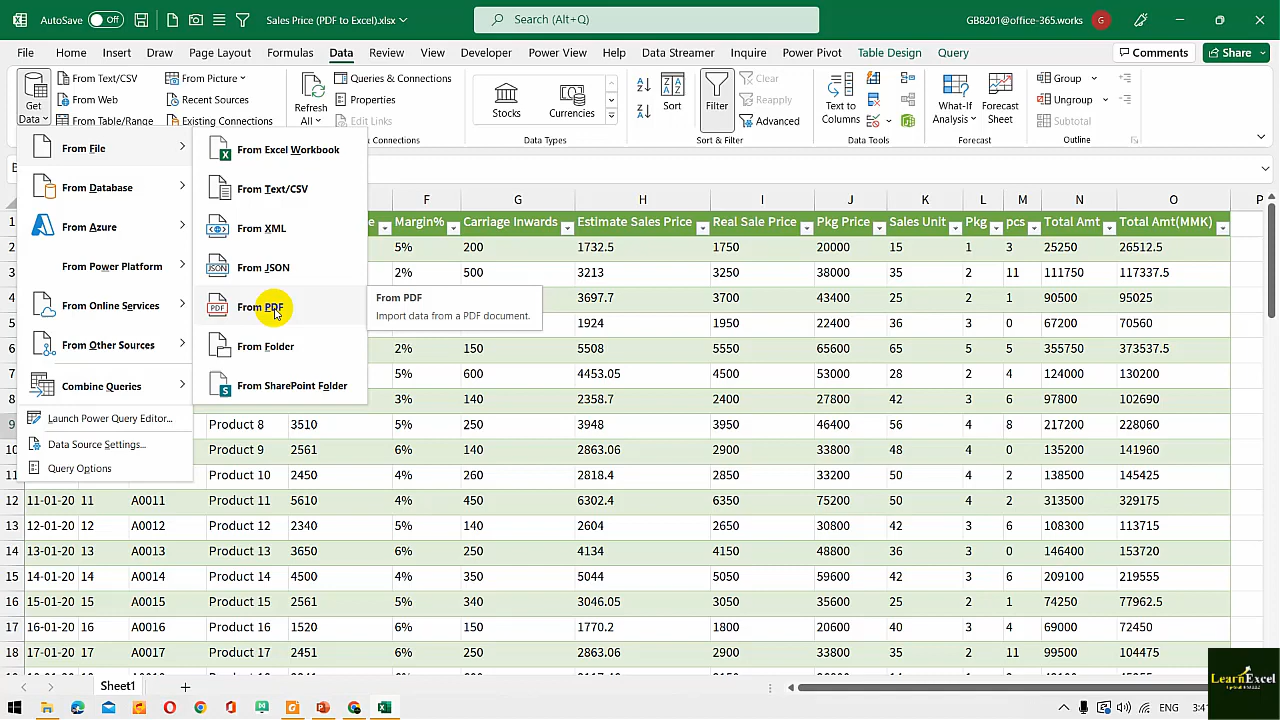 AutoSave Off Sales Price (PDF to Excel).xlsx Search (Alt+Q) GB8201@office-365.works G
File Home Insert Draw Page Layout Formulas Data Review View Developer Power View Help Data Streamer Inquire Power Pivot Table Design Query Comments Share
Get Data
From Text/CSV
From Web
From Table/Range
From Picture
Recent Sources
Existing Connections
Refresh All
Queries & Connections
Properties
Edit Links
Stocks
Currencies
Data Types
Sort
Filter
Clear
Reapply
Advanced
Sort & Filter
Text to Columns
Data Tools
What-If Analysis
Forecast Sheet
Forecast
Group
Ungroup
Subtotal
Outline
From File
From Database
From Azure
From Power Platform
From Online Services
From Other Sources
Combine Queries
Launch Power Query Editor...
Data Source Settings...
Query Options
From Excel Workbook
From Text/CSV
From XML
JSON From JSON
PDF From PDF
From Folder
From SharePoint Folder
From PDF
Import data from a PDF document.
F G H I J K L M N O P
1 Margin% Carriage Inwards Estimate Sales Price Real Sale Price Pkg Price Sales Unit Pkg pcs Total Amt Total Amt(MMK)
2 5% 200 1732.5 1750 20000 15 1 3 25250 26512.5
3 2% 500 3213 3250 38000 35 2 11 111750 117337.5
4 3697.7 3700 43400 25 2 1 90500 95025
5 1924 1950 22400 36 3 0 67200 70560
6 2% 150 5508 5550 65600 65 5 5 355750 373537.5
7 5% 600 4453.05 4500 53000 28 2 4 124000 130200
8 3% 140 2358.7 2400 27800 42 3 6 97800 102690
9 Product 8 3510 5% 250 3948 3950 46400 56 4 8 217200 228060
10 Product 9 2561 6% 140 2863.06 2900 33800 48 4 0 135200 141960
11 Product 10 2450 4% 260 2818.4 2850 33200 50 4 2 138500 145425
12 11-01-20 11 A0011 Product 11 5610 4% 450 6302.4 6350 75200 50 4 2 313500 329175
13 12-01-20 12 A0012 Product 12 2340 5% 140 2604 2650 30800 42 3 6 108300 113715
14 13-01-20 13 A0013 Product 13 3650 6% 250 4134 4150 48800 36 3 0 146400 153720
15 14-01-20 14 A0014 Product 14 4500 4% 350 5044 5050 59600 42 3 6 209100 219555
16 15-01-20 15 A0015 Product 15 2561 5% 340 3046.05 3050 35600 25 2 1 74250 77962.5
17 16-01-20 16 A0016 Product 16 1520 6% 150 1770.2 1800 20600 40 3 4 69000 72450
18 17-01-20 17 A0017 Product 17 2451 6% 250 2863.06 2900 33800 35 2 11 99500 104475
Sheet1
LearnExcel
ENG